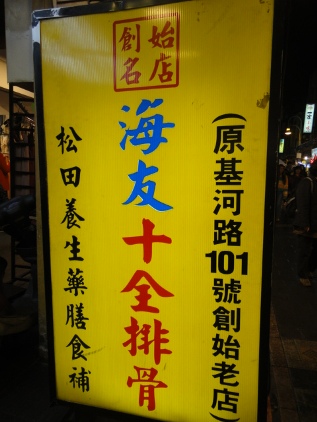 創始
名店
(原基河路101號創始老店)
海友十全排骨
松田養生藥膳食補